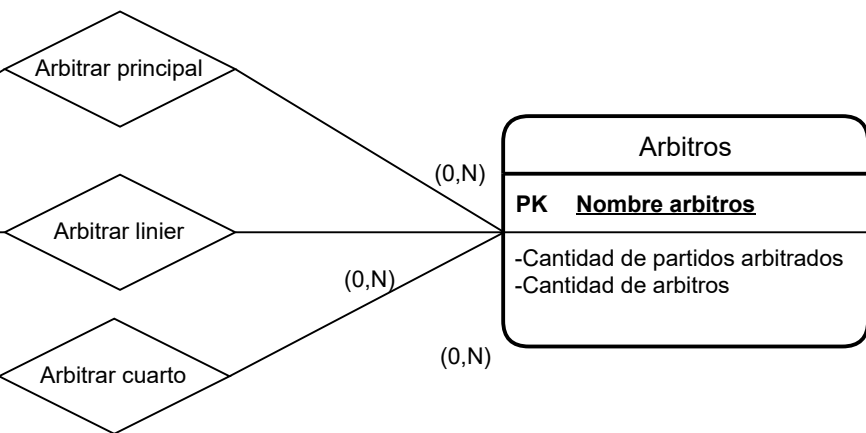 Arbitrar principal
(0,N)
Arbitros
PK Nombre arbitros
Arbitrar linier
-Cantidad de partidos arbitrados
-Cantidad de arbitros
(0,N)
(0,N)
Arbitrar cuarto